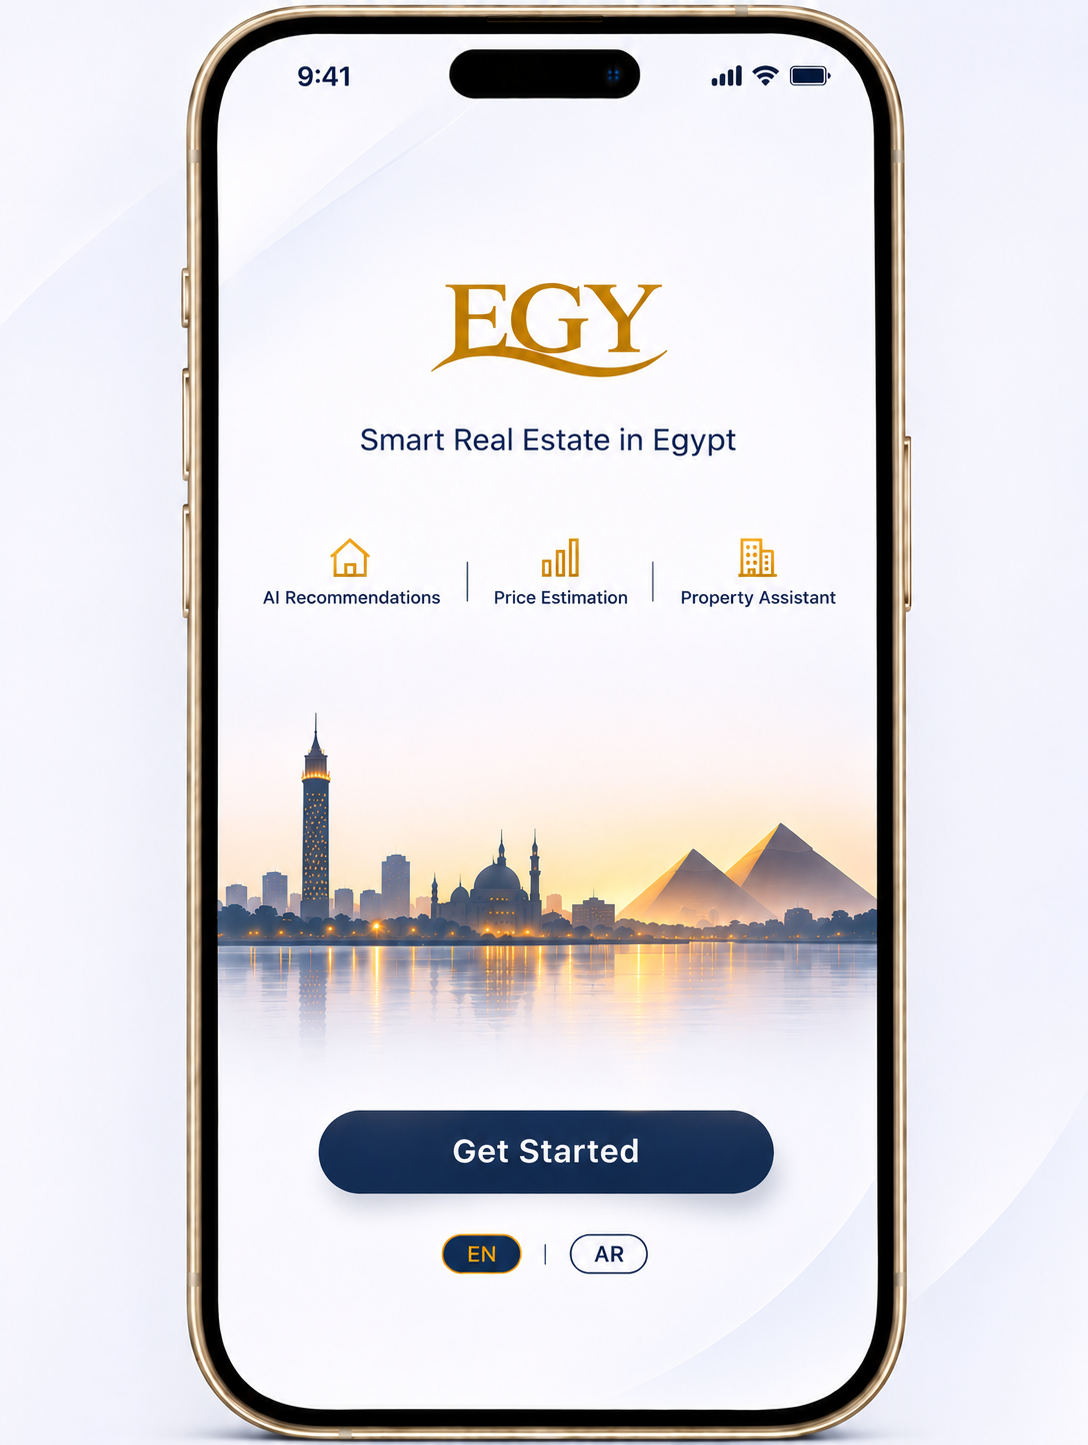 9:41
EGY
Smart Real Estate in Egypt
AI Recommendations
Price Estimation
Property Assistant
Get Started
EN
AR